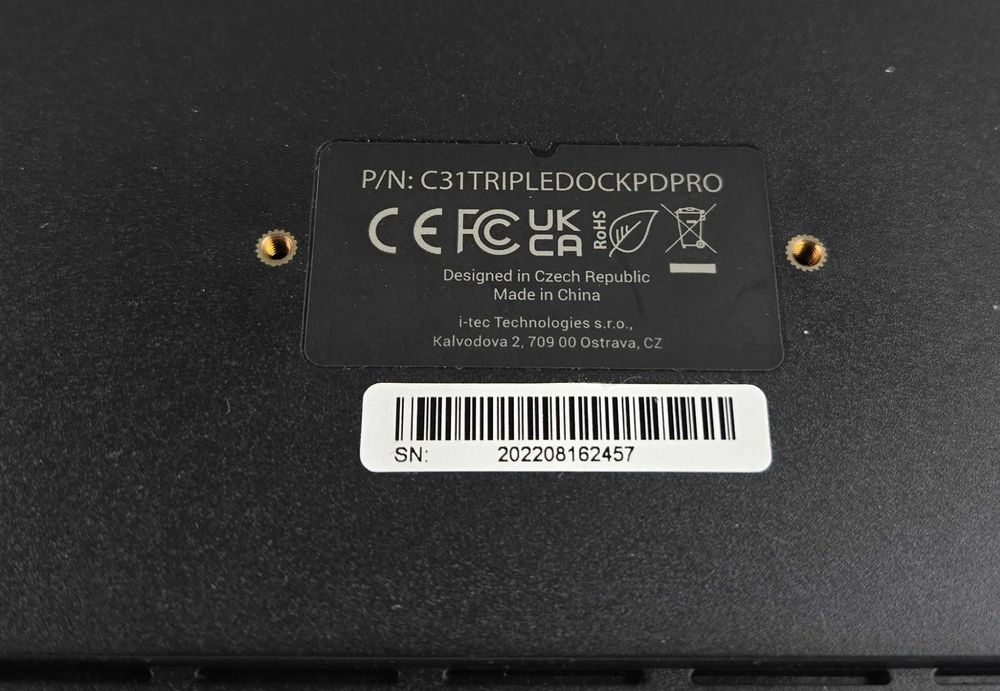 P/N: C31TRIPLEDOCKPDPRO
CE FC UK CA RoHS
Designed in Czech Republic
Made in China
i-tec Technologies s.r.o.,
Kalvodova 2, 709 00 Ostrava, CZ
SN: 202208162457